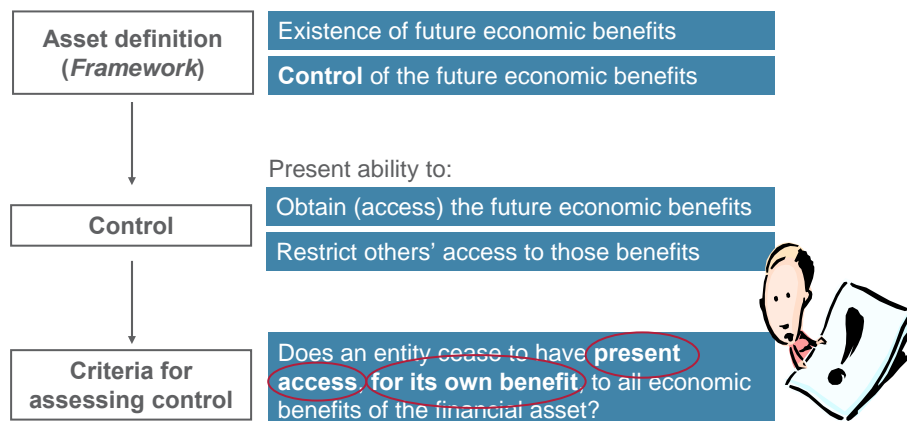 Asset definition
(Framework)
Existence of future economic benefits
Control of the future economic benefits
Present ability to:
Control
Obtain (access) the future economic benefits
Restrict others' access to those benefits
Criteria for
assessing control
Does an entity cease to have present
access, for its own benefit, to all economic
benefits of the financial asset?
!